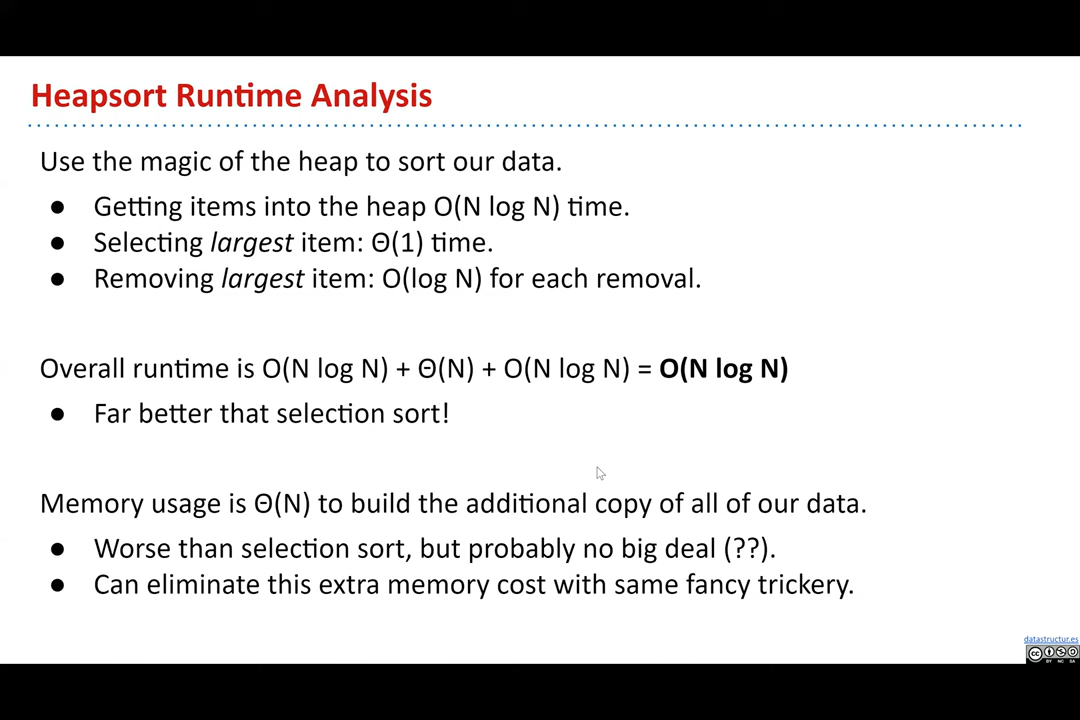 Heapsort Runtime Analysis
Use the magic of the heap to sort our data.
● Getting items into the heap O(N log N) time.
● Selecting largest item: Θ(1) time.
● Removing largest item: O(log N) for each removal.
Overall runtime is O(N log N) + Θ(N) + O(N log N) = O(N log N)
● Far better that selection sort!
Memory usage is Θ(N) to build the additional copy of all of our data.
● Worse than selection sort, but probably no big deal (??).
● Can eliminate this extra memory cost with same fancy trickery.
datastructur.es
cc BY NC SA